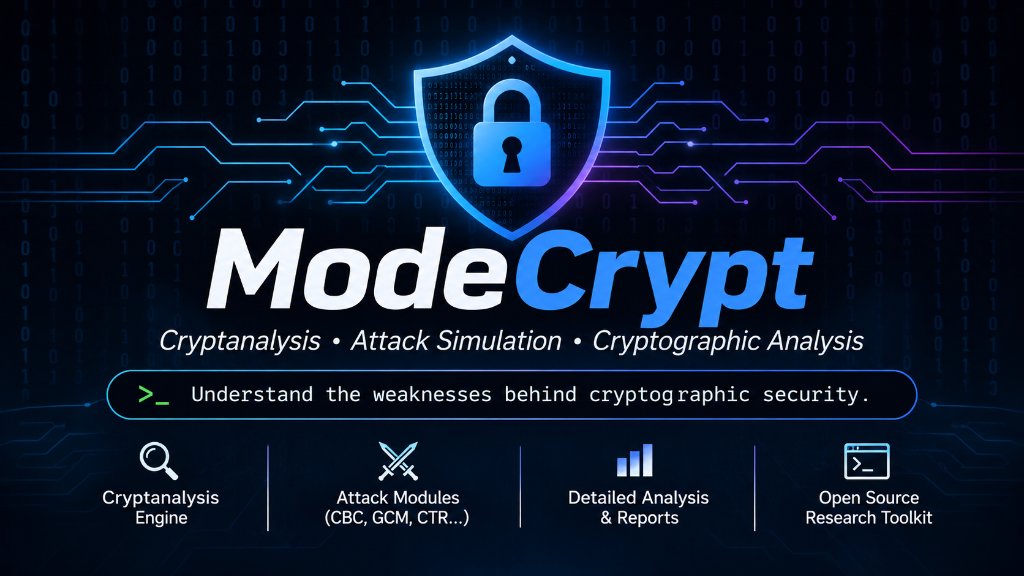 ModeCrypt
Cryptanalysis • Attack Simulation • Cryptographic Analysis
>_ Understand the weaknesses behind cryptographic security.
Cryptanalysis
Engine
Attack Modules
(CBC, GCM, CTR...)
Detailed Analysis
& Reports
Open Source
Research Toolkit